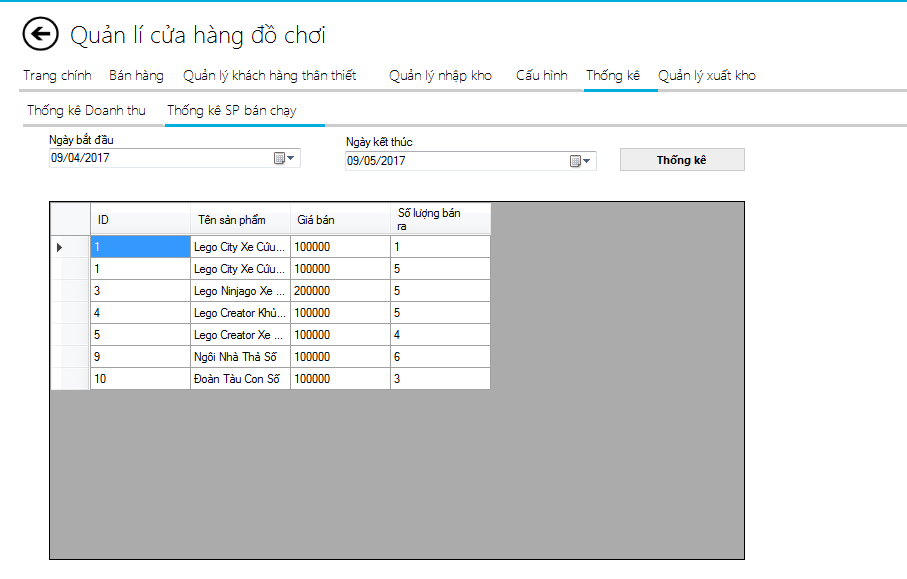 Quản lí cửa hàng đồ chơi
Trang chính Bán hàng Quản lý khách hàng thân thiết Quản lý nhập kho Cấu hình Thống kê Quản lý xuất kho
Thống kê Doanh thu Thống kê SP bán chạy
Ngày bắt đầu Ngày kết thúc
09/04/2017 09/05/2017 Thống kê
ID Tên sản phẩm Giá bán Số lượng bán
ra
1 Lego City Xe Cứu... 100000 1
1 Lego City Xe Cứu... 100000 5
3 Lego Ninjago Xe ... 200000 5
4 Lego Creator Khủ... 100000 5
5 Lego Creator Xe ... 100000 4
9 Ngôi Nhà Thả Số 100000 6
10 Đoàn Tàu Con Số 100000 3